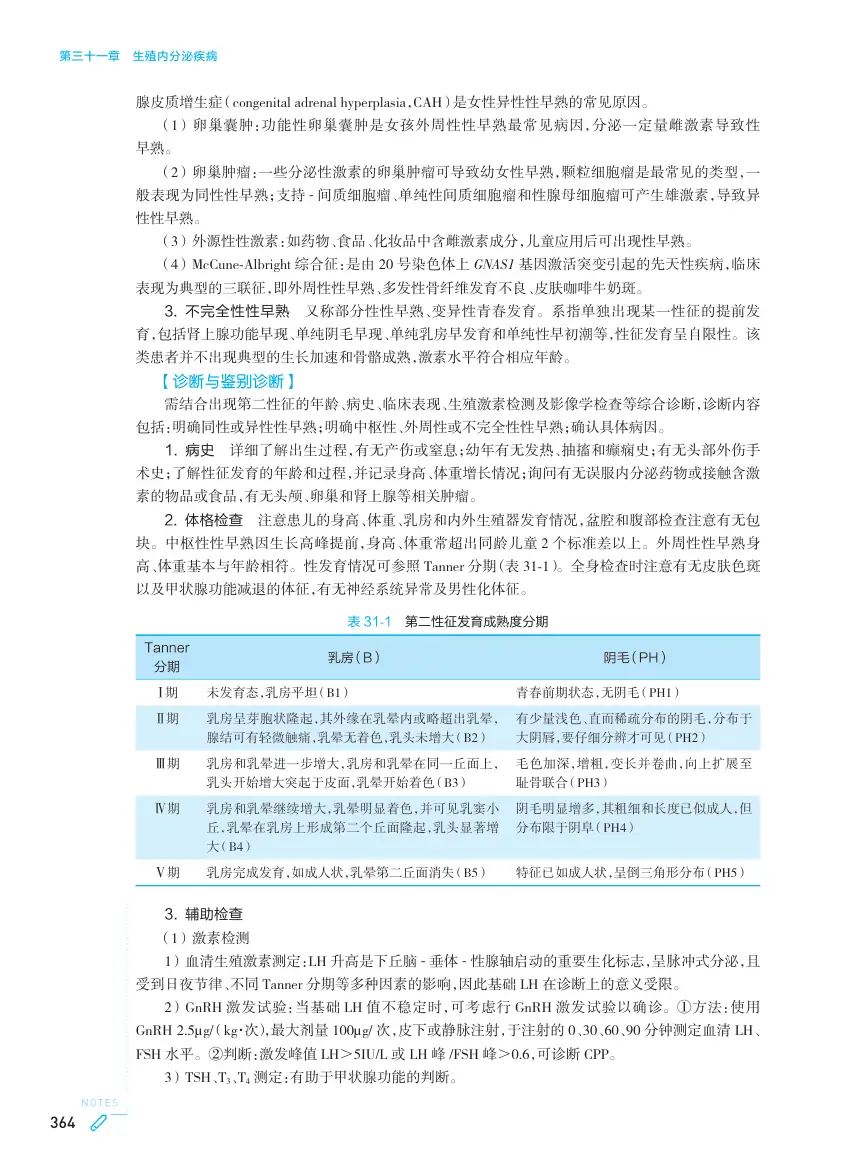 第三十一章 生殖内分泌疾病
腺皮质增生症(congenital adrenal hyperplasia,CAH)是女性异性性早熟的常见原因。
(1)卵巢囊肿:功能性卵巢囊肿是女孩外周性性早熟最常见病因,分泌一定量雌激素导致性
早熟。
(2)卵巢肿瘤:一些分泌性激素的卵巢肿瘤可导致幼女性早熟,颗粒细胞瘤是最常见的类型,一
般表现为同性性早熟;支持-间质细胞瘤、单纯性间质细胞瘤和性腺母细胞瘤可产生雄激素,导致异
性性早熟。
(3)外源性性激素:如药物、食品、化妆品中含雌激素成分,儿童应用后可出现性早熟。
(4)McCune-Albright 综合征:是由 20 号染色体上 GNAS1 基因激活突变引起的先天性疾病,临床
表现为典型的三联征,即外周性性早熟、多发性骨纤维发育不良、皮肤咖啡牛奶斑。
3. 不完全性性早熟 又称部分性性早熟、变异性青春发育。系指单独出现某一性征的提前发
育,包括肾上腺功能早现、单纯阴毛早现、单纯乳房早发育和单纯性早初潮等,性征发育呈自限性。该
类患者并不出现典型的生长加速和骨骼成熟,激素水平符合相应年龄。
【诊断与鉴别诊断】
需结合出现第二性征的年龄、病史、临床表现、生殖激素检测及影像学检查等综合诊断,诊断内容
包括:明确同性或异性性早熟;明确中枢性、外周性或不完全性性早熟;确认具体病因。
1. 病史 详细了解出生过程,有无产伤或窒息;幼年有无发热、抽搐和癫痫史;有无头部外伤手
术史;了解性征发育的年龄和过程,并记录身高、体重增长情况;询问有无误服内分泌药物或接触含激
素的物品或食品,有无头颅、卵巢和肾上腺等相关肿瘤。
2. 体格检查 注意患儿的身高、体重、乳房和内外生殖器发育情况,盆腔和腹部检查注意有无包
块。中枢性性早熟因生长高峰提前,身高、体重常超出同龄儿童 2 个标准差以上。外周性性早熟身
高、体重基本与年龄相符。性发育情况可参照 Tanner 分期(表 31-1)。全身检查时注意有无皮肤色斑
以及甲状腺功能减退的体征,有无神经系统异常及男性化体征。
表 31-1 第二性征发育成熟度分期
Tanner
分期 乳房(B) 阴毛(PH)
Ⅰ期 未发育态,乳房平坦(B1) 青春前期状态,无阴毛(PH1)
Ⅱ期 乳房呈芽胞状隆起,其外缘在乳晕内或略超出乳晕, 有少量浅色、直而稀疏分布的阴毛,分布于
腺结可有轻微触痛,乳晕无着色,乳头未增大(B2) 大阴唇,要仔细分辨才可见(PH2)
Ⅲ期 乳房和乳晕进一步增大,乳房和乳晕在同一丘面上, 毛色加深,增粗,变长并卷曲,向上扩展至
乳头开始增大突起于皮面,乳晕开始着色(B3) 耻骨联合(PH3)
Ⅳ期 乳房和乳晕继续增大,乳晕明显着色,并可见乳窦小 阴毛明显增多,其粗细和长度已似成人,但
丘,乳晕在乳房上形成第二个丘面隆起,乳头显著增 分布限于阴阜(PH4)
大(B4)
Ⅴ期 乳房完成发育,如成人状,乳晕第二丘面消失(B5) 特征已如成人状,呈倒三角形分布(PH5)
3. 辅助检查
(1)激素检测
1)血清生殖激素测定:LH 升高是下丘脑-垂体-性腺轴启动的重要生化标志,呈脉冲式分泌,且
受到日夜节律、不同 Tanner 分期等多种因素的影响,因此基础 LH 在诊断上的意义受限。
2)GnRH 激发试验:当基础 LH 值不稳定时,可考虑行 GnRH 激发试验以确诊。①方法:使用
GnRH 2.5μg/(kg·次),最大剂量 100μg/次,皮下或静脉注射,于注射的 0、30、60、90 分钟测定血清 LH、
FSH 水平。②判断:激发峰值 LH>5IU/L 或 LH 峰/FSH 峰>0.6,可诊断 CPP。
3)TSH、T₃、T₄ 测定:有助于甲状腺功能的判断。
NOTES
364